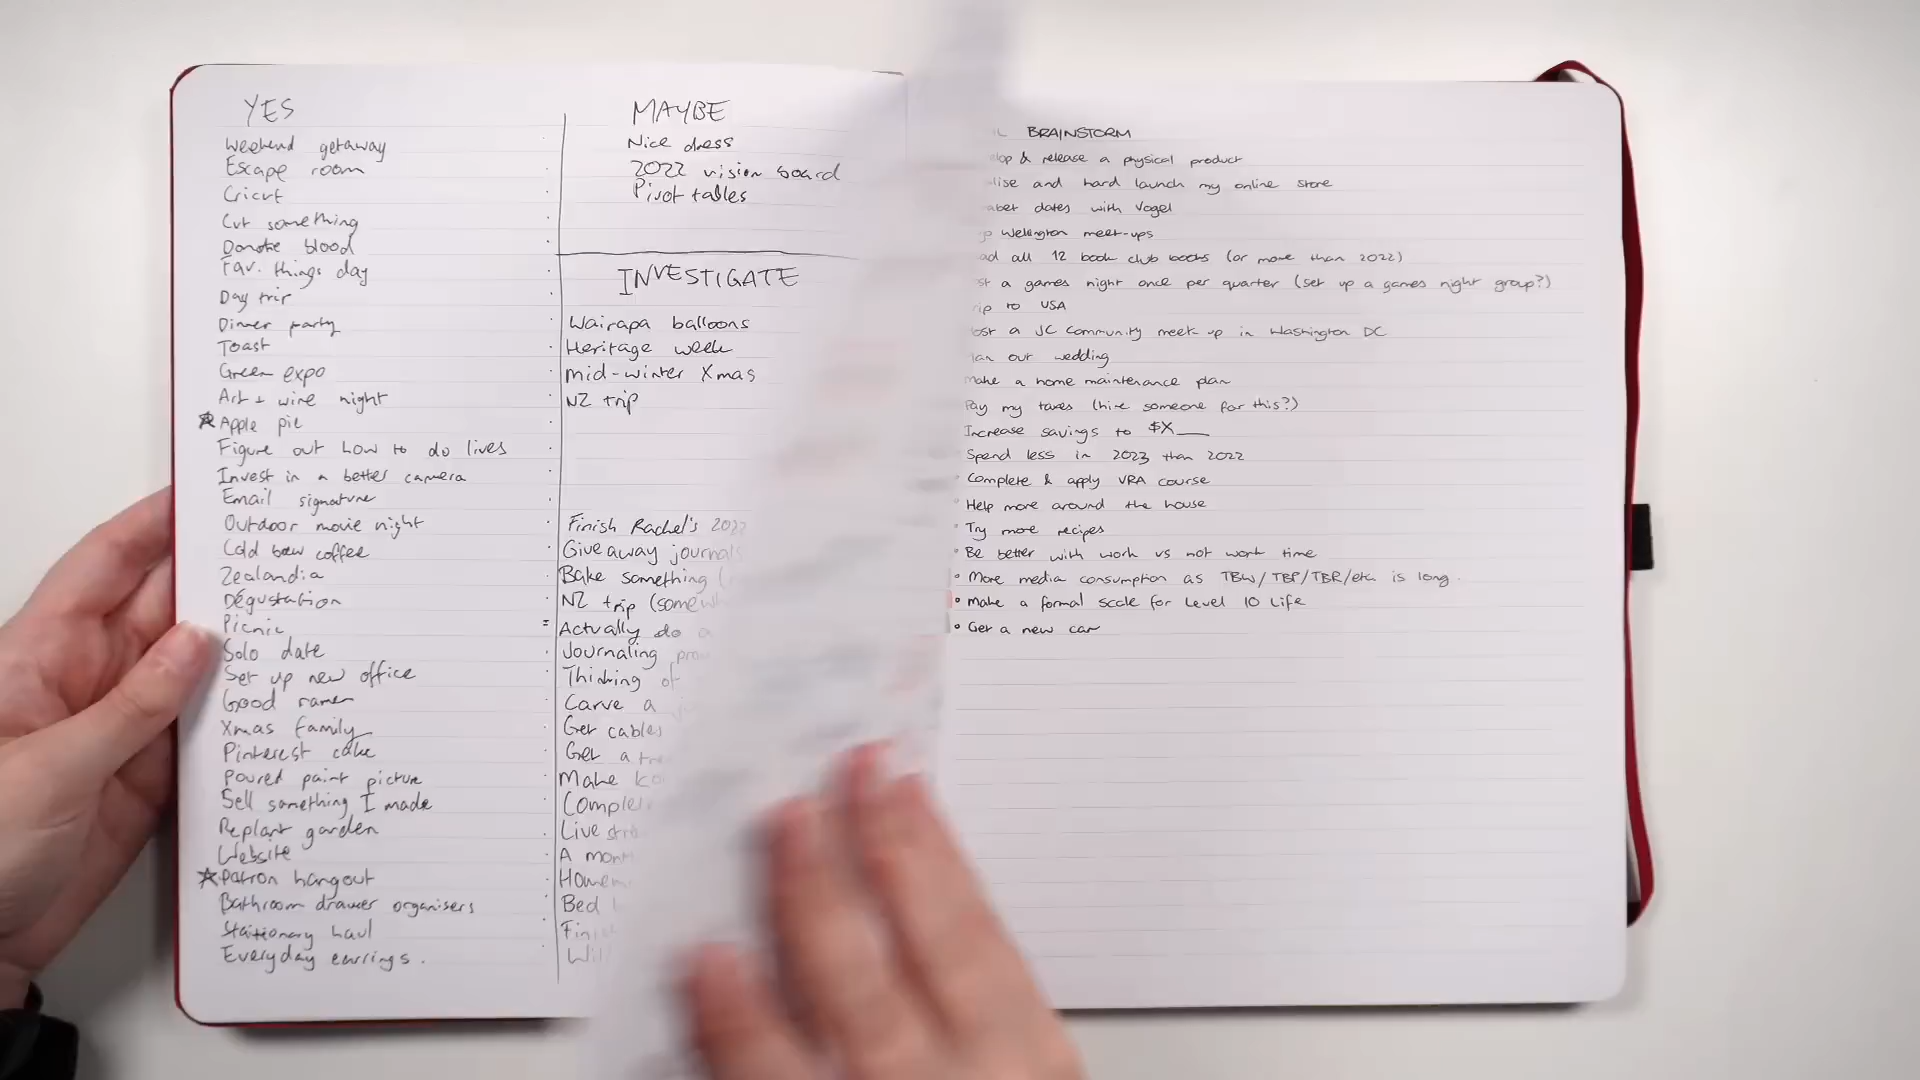 YES
Weekend getaway
Escape room
Cricut
Cut something
Donate blood
Fav. things day
Day trip
Dinner party
Toast
Green expo
Art + wine night
Apple pie
Figure out how to do lives
Invest in a better camera
Email signature
Outdoor movie night
Cold brew coffee
Zealandia
Dégustation
Picnic
Solo date
Set up new office
Good ramen
Xmas family
Pinterest cake
Poured paint picture
Sell something I made
Replant garden
Website
Patron hangout
Bathroom drawer organisers
Stationary haul
Everyday earrings.
MAYBE
Nice dress
2022 vision board
Pivot tables
INVESTIGATE
Wairapa balloons
Heritage week
Mid-winter Xmas
NZ trip
Finish Rachel's 2022
Give away journals
Bake something
NZ trip
Actually do a
Journaling
Thinking of
Carve a
Get cables
Get a
Make
Live
A
Bed
BRAINSTORM
& release a physical product
and hard launch my online store
dates with Vogel
Wellington meet-ups
all 12 book club books (or more than 2022)
a games night once per quarter (set up a games night group?)
to USA
a JC Community meet-up in Washington DC
our wedding
Make a home maintenance plan
Pay my taxes (hire someone for this?)
Increase savings to $X___
Spend less in 2023 than 2022
• Complete & apply VRA course
• Help more around the house
• Try more recipes
• Be better with work vs not work time
• More media consumption as TBW/TBP/TBR/etc is long.
• Make a formal scale for Level 10 Life
• Get a new car